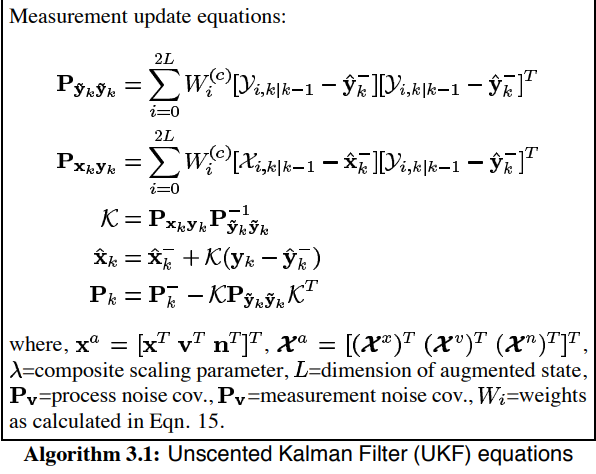 Measurement update equations:
$\mathbf{P}_{\tilde{\mathbf{y}}_k \tilde{\mathbf{y}}_k} = \sum_{i=0}^{2L} W_i^{(c)} [\mathcal{Y}_{i,k|k-1} - \hat{\mathbf{y}}_k^-][\mathcal{Y}_{i,k|k-1} - \hat{\mathbf{y}}_k^-]^T$
$\mathbf{P}_{\mathbf{x}_k \mathbf{y}_k} = \sum_{i=0}^{2L} W_i^{(c)} [\mathcal{X}_{i,k|k-1} - \hat{\mathbf{x}}_k^-][\mathcal{Y}_{i,k|k-1} - \hat{\mathbf{y}}_k^-]^T$
$\mathcal{K} = \mathbf{P}_{\mathbf{x}_k \mathbf{y}_k} \mathbf{P}_{\tilde{\mathbf{y}}_k \tilde{\mathbf{y}}_k}^{-1}$
$\hat{\mathbf{x}}_k = \hat{\mathbf{x}}_k^- + \mathcal{K}(\mathbf{y}_k - \hat{\mathbf{y}}_k^-)$
$\mathbf{P}_k = \mathbf{P}_k^- - \mathcal{K} \mathbf{P}_{\tilde{\mathbf{y}}_k \tilde{\mathbf{y}}_k} \mathcal{K}^T$
where, $\mathbf{x}^a = [\mathbf{x}^T \ \mathbf{v}^T \ \mathbf{n}^T]^T$, $\mathcal{X}^a = [(\mathcal{X}^x)^T \ (\mathcal{X}^v)^T \ (\mathcal{X}^n)^T]^T$,
$\lambda$=composite scaling parameter, $L$=dimension of augmented state,
$\mathbf{P}_{\mathbf{v}}$=process noise cov., $\mathbf{P}_{\mathbf{v}}$=measurement noise cov., $W_i$=weights
as calculated in Eqn. 15.
Algorithm 3.1: Unscented Kalman Filter (UKF) equations